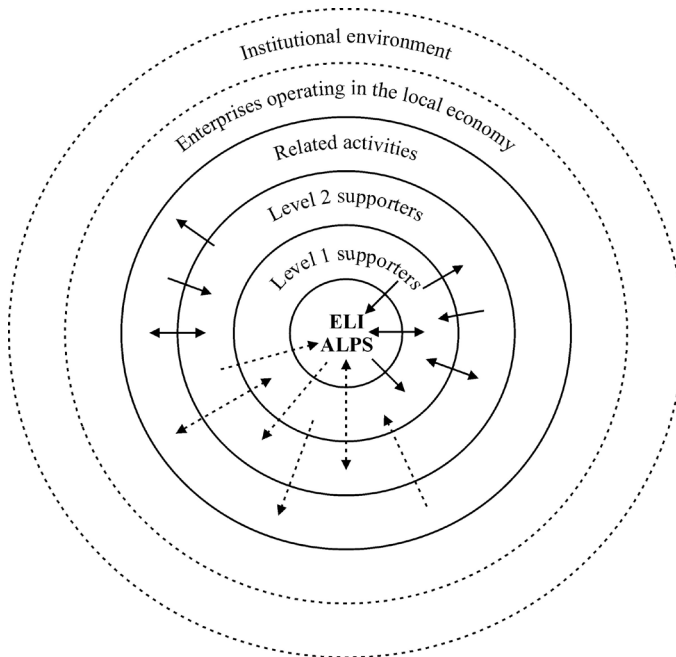 Institutional environment
Enterprises operating in the local economy
Related activities
Level 2 supporters
Level 1 supporters
ELI
ALPS